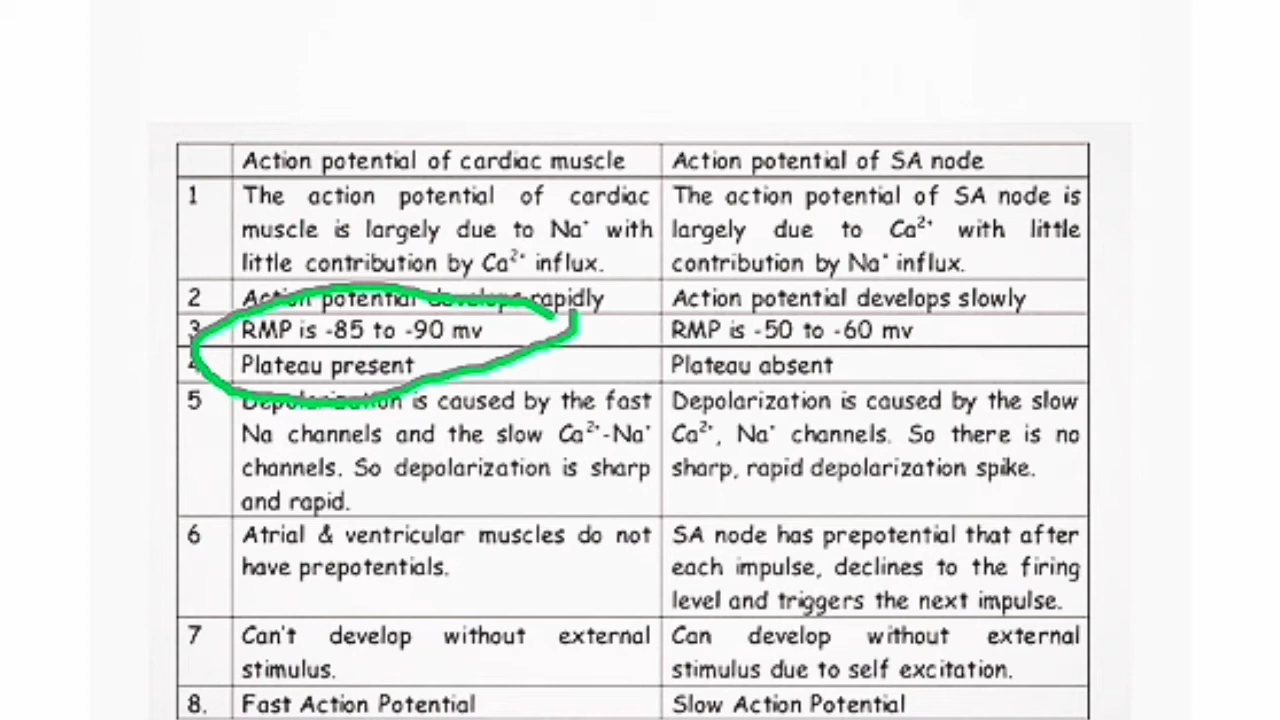 Action potential of cardiac muscle Action potential of SA node
1 The action potential of cardiac The action potential of SA node is
muscle is largely due to Na⁺ with largely due to Ca²⁺ with little
little contribution by Ca²⁺ influx. contribution by Na⁺ influx.
2 Action potential develops rapidly Action potential develops slowly
3 RMP is -85 to -90 mv RMP is -50 to -60 mv
4 Plateau present Plateau absent
5 Depolarization is caused by the fast Depolarization is caused by the slow
Na channels and the slow Ca²⁺-Na⁺ Ca²⁺, Na⁺ channels. So there is no
channels. So depolarization is sharp sharp, rapid depolarization spike.
and rapid.
6 Atrial & ventricular muscles do not SA node has prepotential that after
have prepotentials. each impulse, declines to the firing
level and triggers the next impulse.
7 Can't develop without external Can develop without external
stimulus. stimulus due to self excitation.
8. Fast Action Potential Slow Action Potential